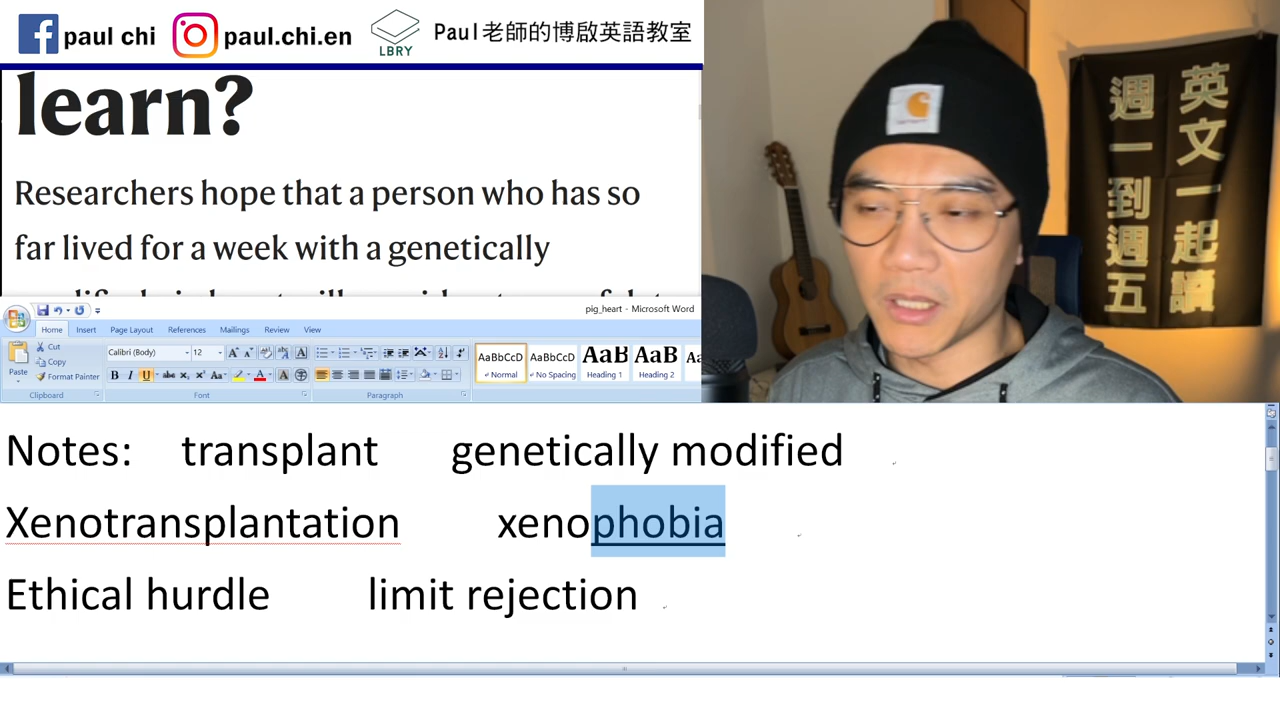 paul chi paul.chi.en LBRY Paul老師的博啟英語教室
learn?
Researchers hope that a person who has so
far lived for a week with a genetically
pig_heart - Microsoft Word
Home Insert Page Layout References Mailings Review View
Cut
Copy
Format Painter
Paste
Calibri (Body) 12
AaBbCcD AaBbCcD AaB AaB
Normal No Spacing Heading 1 Heading 2
Clipboard Font Paragraph
Notes: transplant genetically modified
Xenotransplantation xenophobia
Ethical hurdle limit rejection
英文一起讀
週一到週五